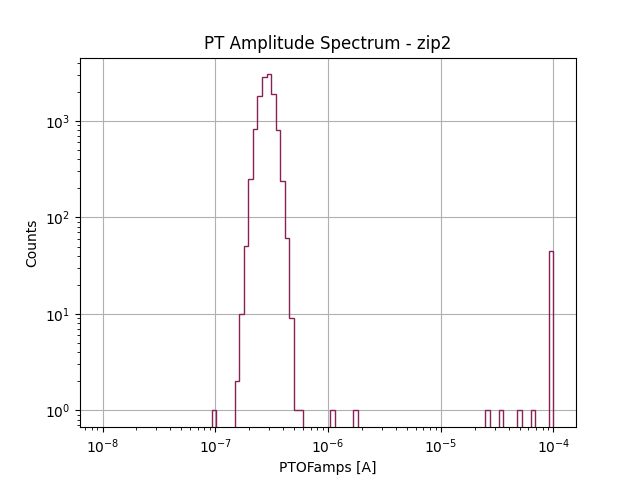 PT Amplitude Spectrum - zip2
Counts
10³
10²
10¹
10⁰
10⁻⁸ 10⁻⁷ 10⁻⁶ 10⁻⁵ 10⁻⁴
PTOFamps [A]